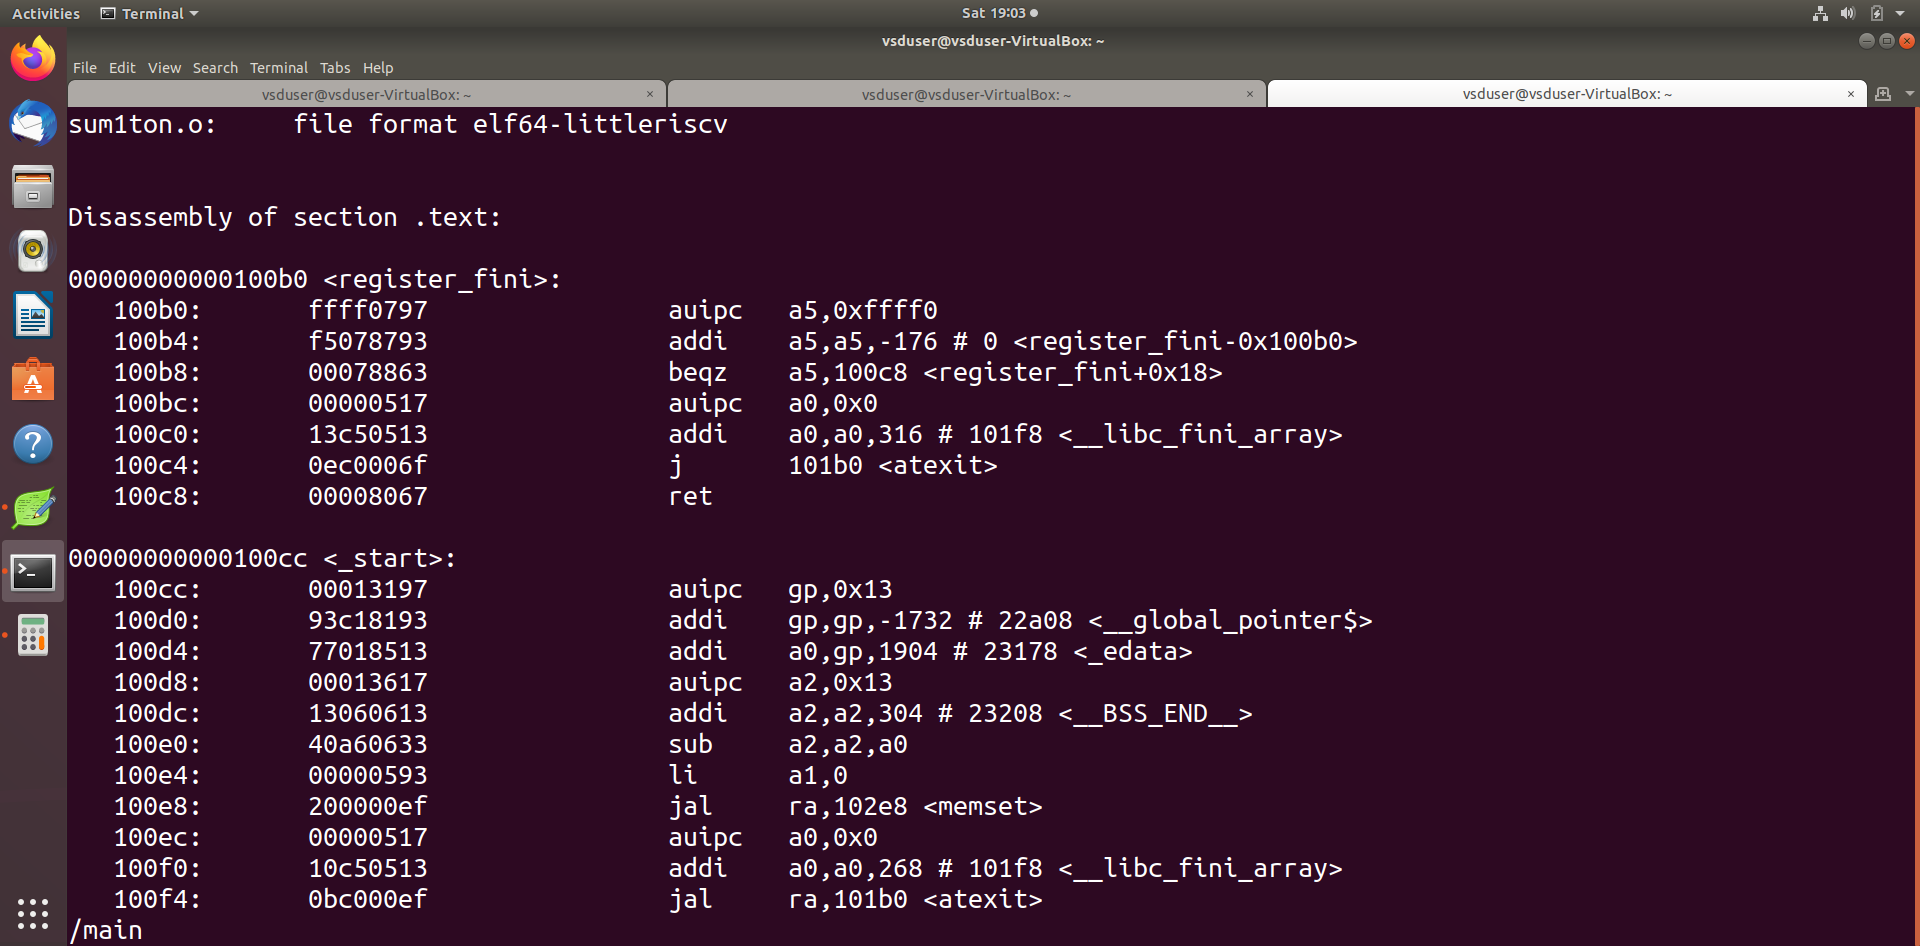 Activities Terminal Sat 19:03
vsduser@vsduser-VirtualBox: ~
File Edit View Search Terminal Tabs Help
vsduser@vsduser-VirtualBox: ~ × vsduser@vsduser-VirtualBox: ~ × vsduser@vsduser-VirtualBox: ~ ×
sum1ton.o:     file format elf64-littleriscv
Disassembly of section .text:
00000000000100b0 <register_fini>:
   100b0:       ffff0797                auipc   a5,0xffff0
   100b4:       f5078793                addi    a5,a5,-176 # 0 <register_fini-0x100b0>
   100b8:       00078863                beqz    a5,100c8 <register_fini+0x18>
   100bc:       00000517                auipc   a0,0x0
   100c0:       13c50513                addi    a0,a0,316 # 101f8 <__libc_fini_array>
   100c4:       0ec0006f                j       101b0 <atexit>
   100c8:       00008067                ret
00000000000100cc <_start>:
   100cc:       00013197                auipc   gp,0x13
   100d0:       93c18193                addi    gp,gp,-1732 # 22a08 <__global_pointer$>
   100d4:       77018513                addi    a0,gp,1904 # 23178 <_edata>
   100d8:       00013617                auipc   a2,0x13
   100dc:       13060613                addi    a2,a2,304 # 23208 <__BSS_END__>
   100e0:       40a60633                sub     a2,a2,a0
   100e4:       00000593                li      a1,0
   100e8:       200000ef                jal     ra,102e8 <memset>
   100ec:       00000517                auipc   a0,0x0
   100f0:       10c50513                addi    a0,a0,268 # 101f8 <__libc_fini_array>
   100f4:       0bc000ef                jal     ra,101b0 <atexit>
/main